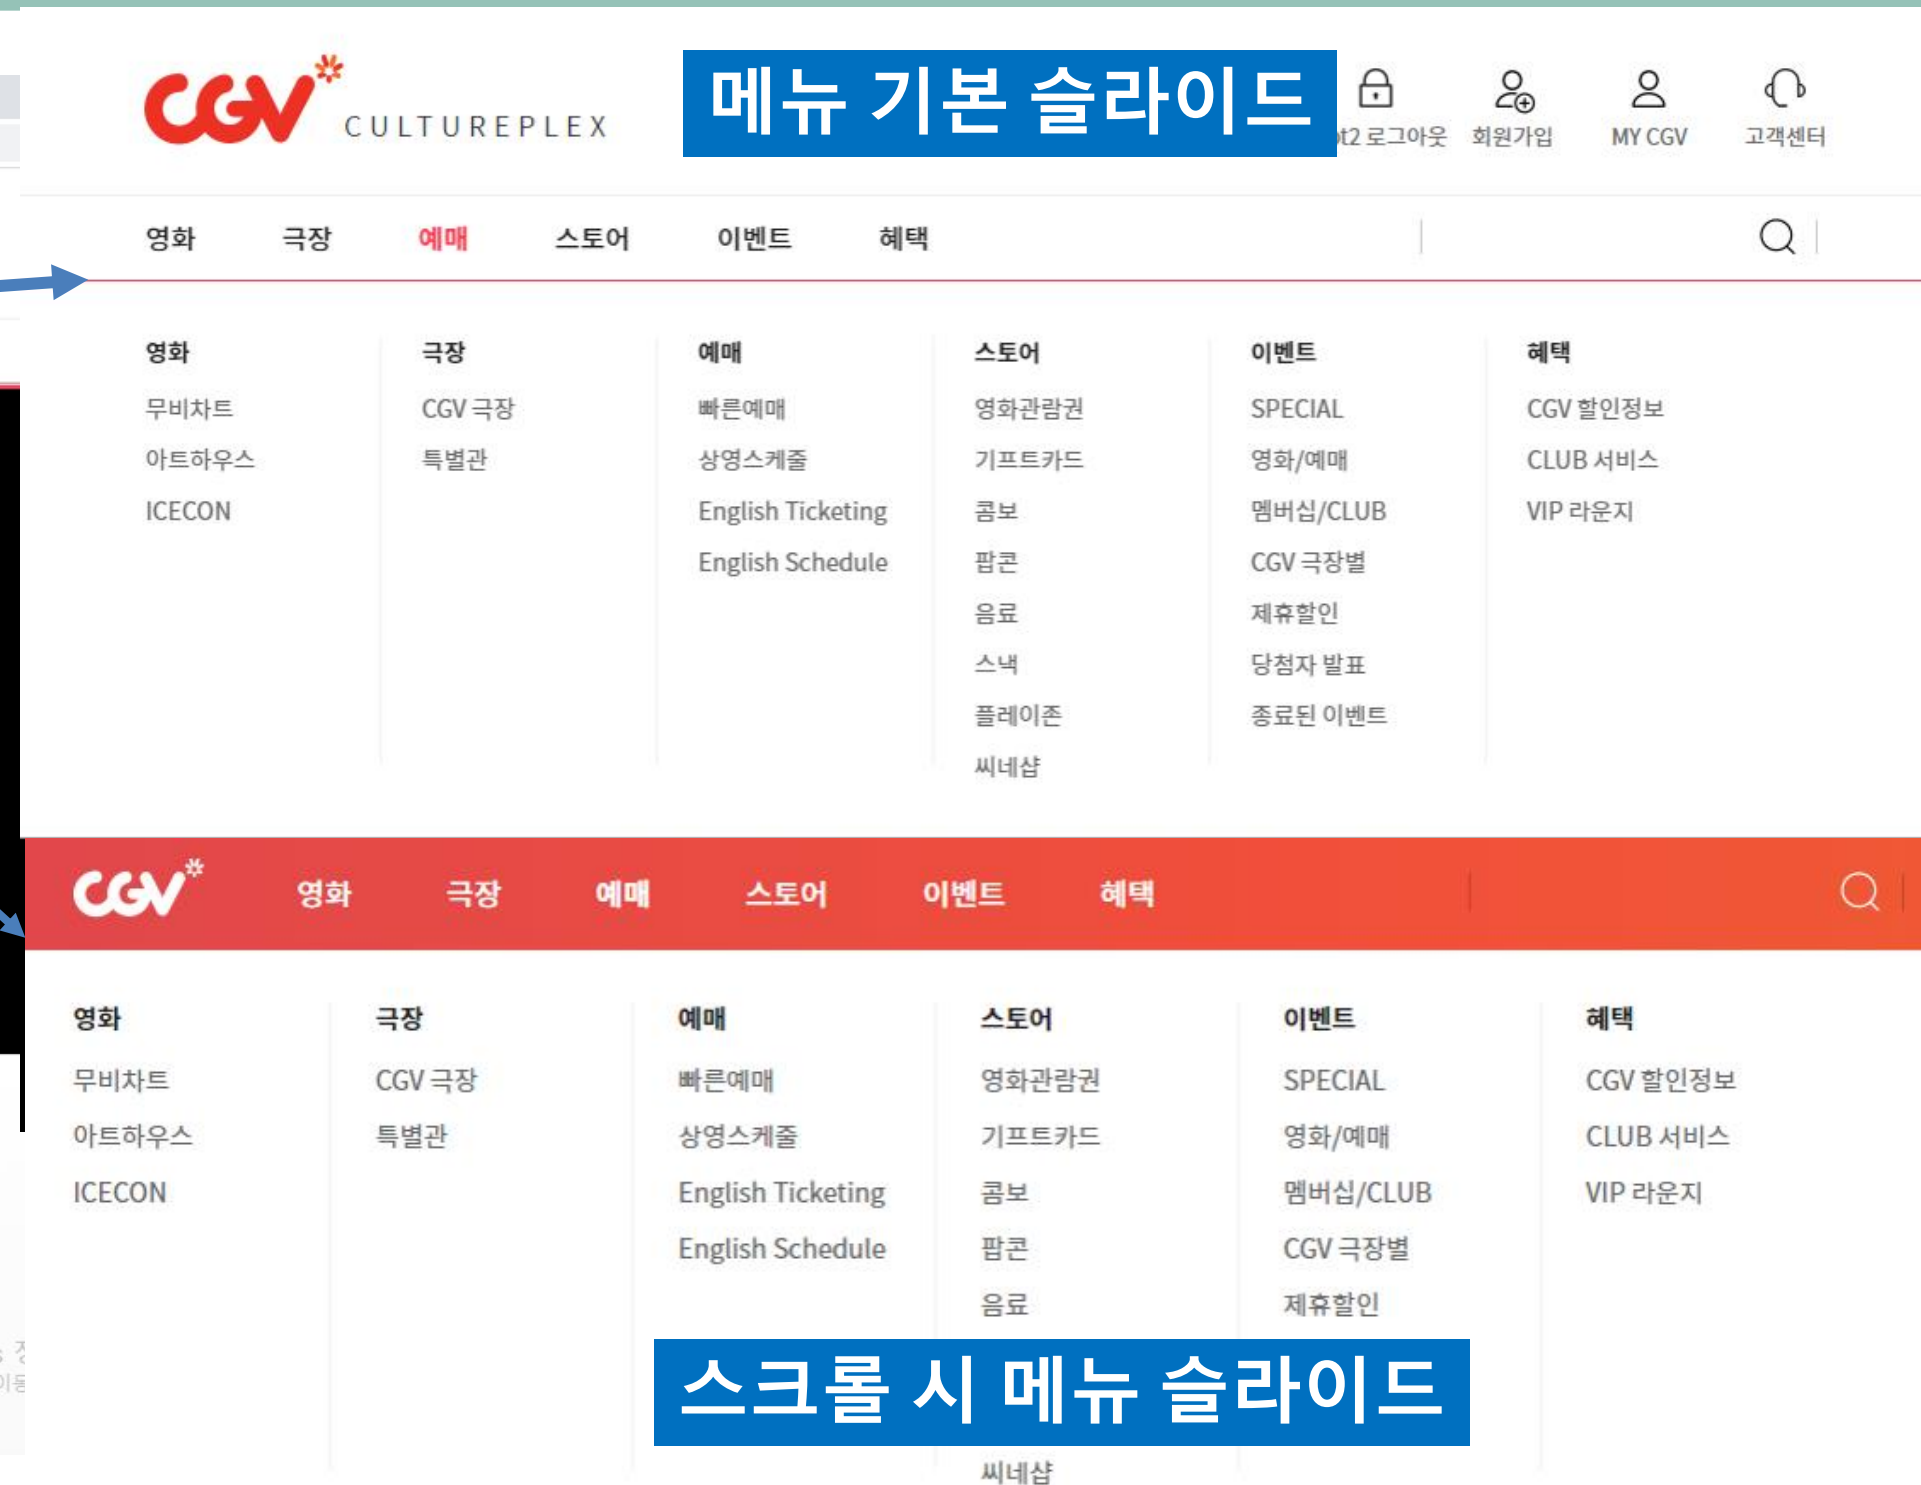 CGV
CULTUREPLEX
메뉴 기본 슬라이드
로그아웃 회원가입 MY CGV 고객센터
영화 극장 예매 스토어 이벤트 혜택
영화 극장 예매 스토어 이벤트 혜택
무비차트 CGV 극장 빠른예매 영화관람권 SPECIAL CGV 할인정보
아트하우스 특별관 상영스케줄 기프트카드 영화/예매 CLUB 서비스
ICECON English Ticketing 콤보 멤버십/CLUB VIP 라운지
English Schedule 팝콘 CGV 극장별
음료 제휴할인
스낵 당첨자 발표
플레이존 종료된 이벤트
씨네샵
CGV 영화 극장 예매 스토어 이벤트 혜택
영화 극장 예매 스토어 이벤트 혜택
무비차트 CGV 극장 빠른예매 영화관람권 SPECIAL CGV 할인정보
아트하우스 특별관 상영스케줄 기프트카드 영화/예매 CLUB 서비스
ICECON English Ticketing 콤보 멤버십/CLUB VIP 라운지
English Schedule 팝콘 CGV 극장별
음료 제휴할인
스크롤 시 메뉴 슬라이드
씨네샵